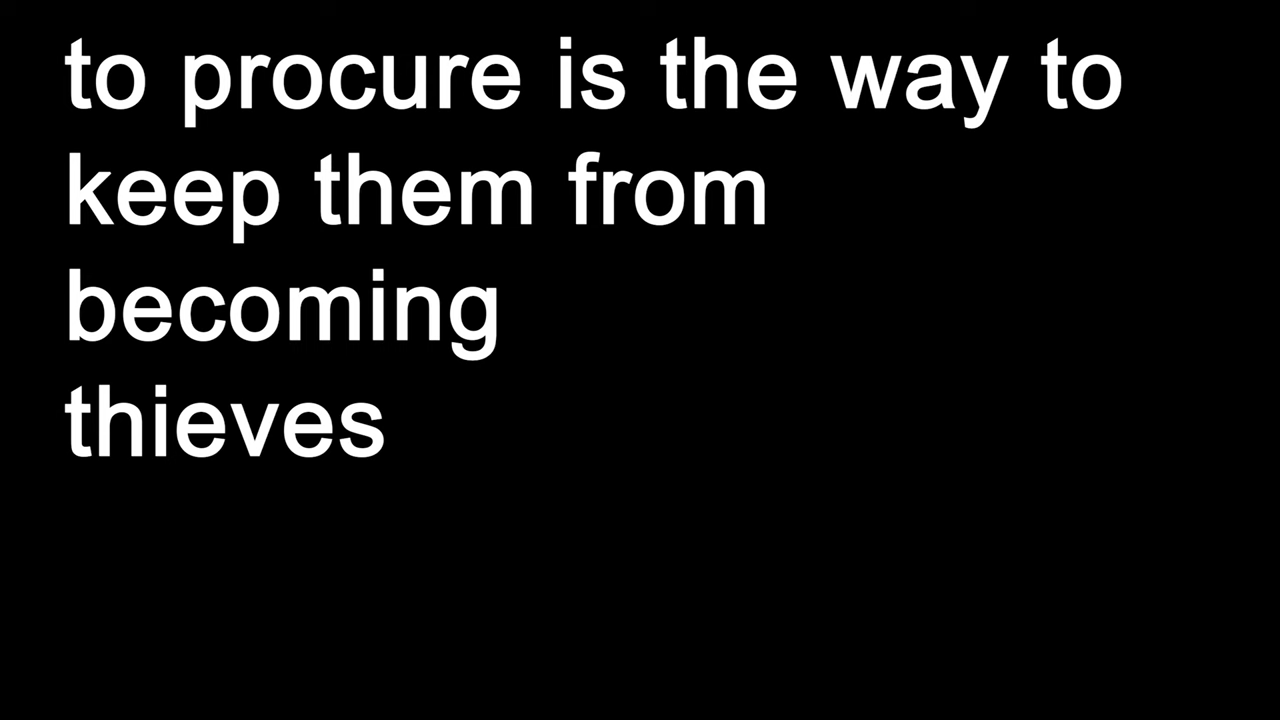 to procure is the way to
keep them from
becoming
thieves